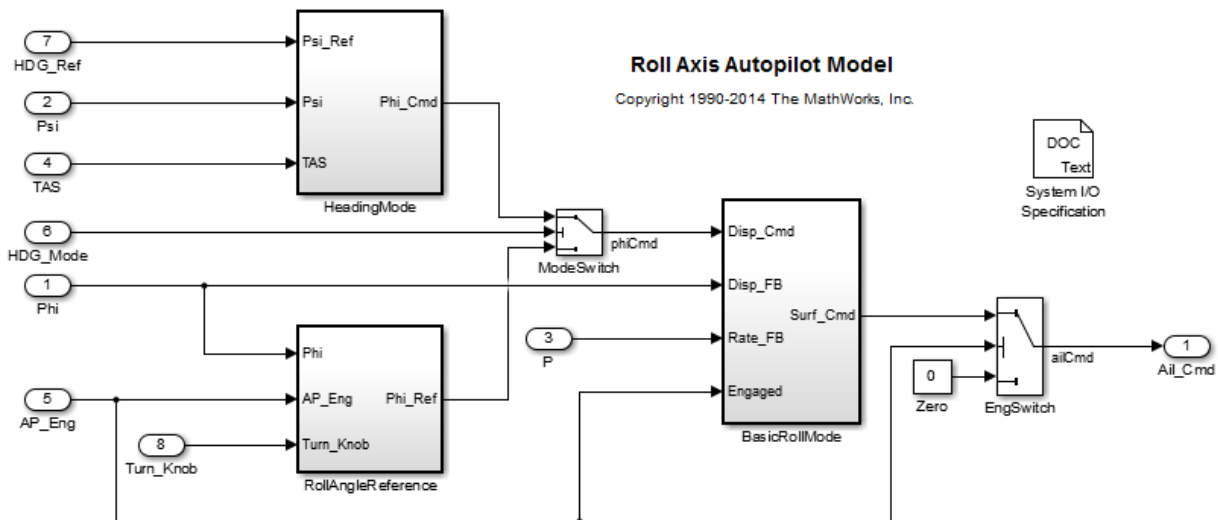 7
HDG_Ref
2
Psi
4
TAS
Psi_Ref
Psi
TAS
Phi_Cmd
HeadingMode
Roll Axis Autopilot Model
Copyright 1990-2014 The MathWorks, Inc.
DOC
Text
System I/O
Specification
6
HDG_Mode
1
Phi
ModeSwitch
phiCmd
Disp_Cmd
Disp_FB
Rate_FB
Engaged
Surf_Cmd
BasicRollMode
3
P
Phi
AP_Eng
Turn_Knob
Phi_Ref
RollAngleReference
5
AP_Eng
8
Turn_Knob
0
Zero
EngSwitch
ailCmd
1
Ail_Cmd